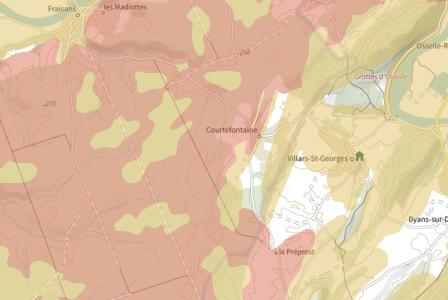 Fraisans
les Madiottes
256
Osselle-R
Grottes d'Osselle
270
Courtefontaine
Villars-St-Georges
Byans-sur-D
le Préprost